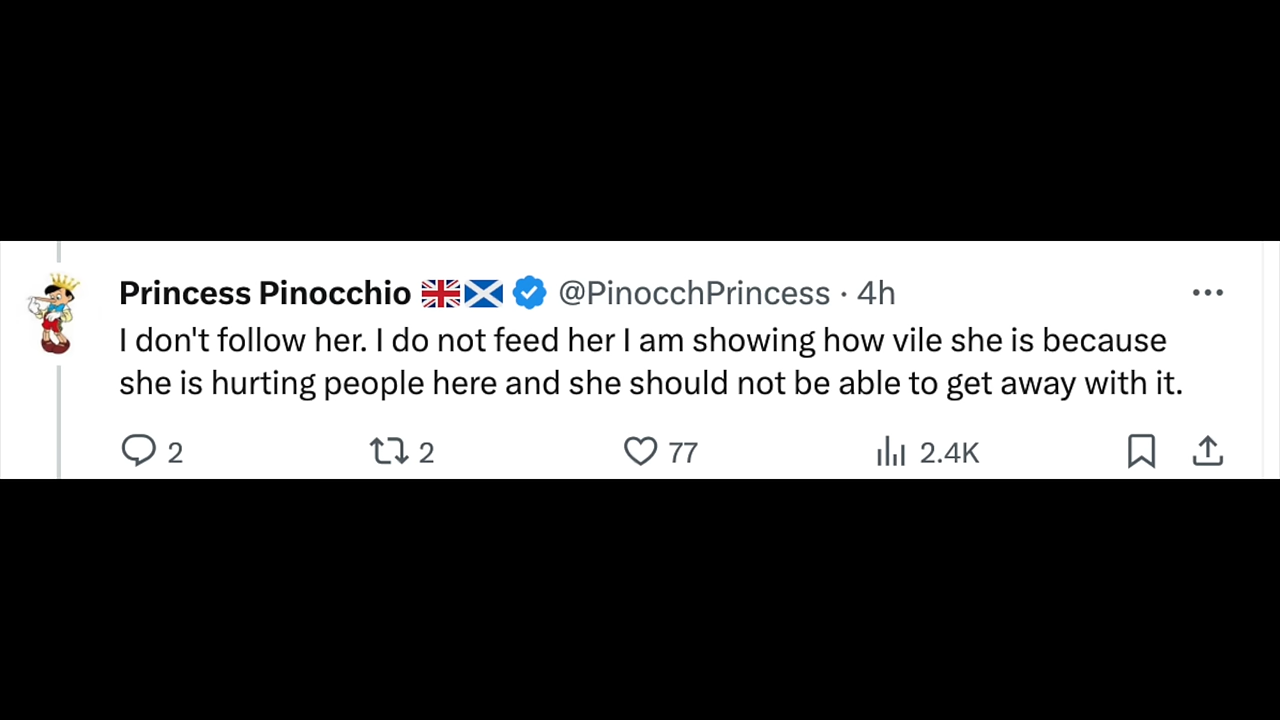 Princess Pinocchio 🇬🇧🏴󠁧󠁢󠁳󠁣󠁴󠁿 @PinocchPrincess · 4h
I don't follow her. I do not feed her I am showing how vile she is because
she is hurting people here and she should not be able to get away with it.
2 2 77 2.4K